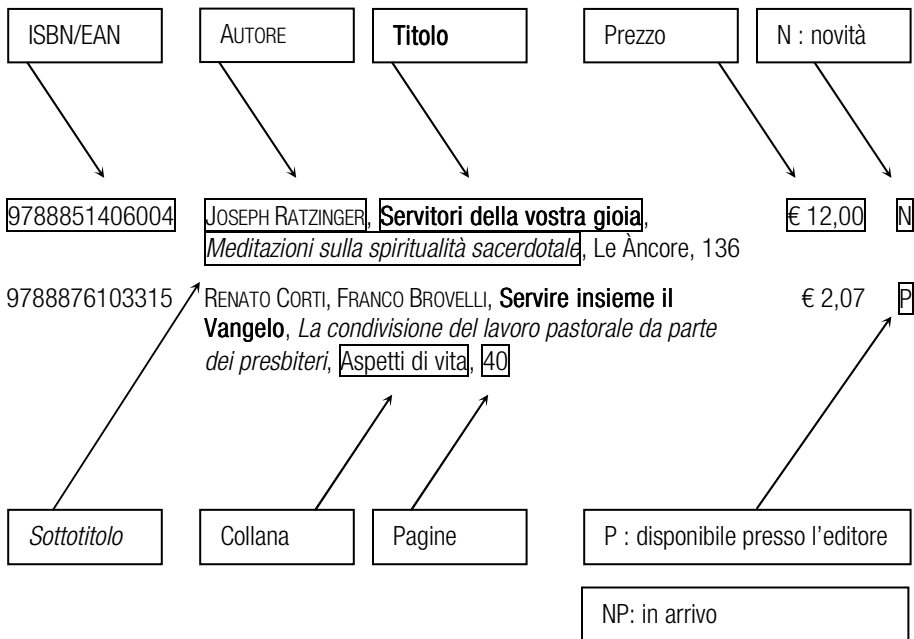 ISBN/EAN AUTORE Titolo Prezzo N : novità
9788851406004 JOSEPH RATZINGER, Servitori della vostra gioia, € 12,00 N
Meditazioni sulla spiritualità sacerdotale, Le Àncore, 136
9788876103315 RENATO CORTI, FRANCO BROVELLI, Servire insieme il € 2,07 P
Vangelo, La condivisione del lavoro pastorale da parte
dei presbiteri, Aspetti di vita, 40
Sottotitolo Collana Pagine P : disponibile presso l'editore
NP: in arrivo